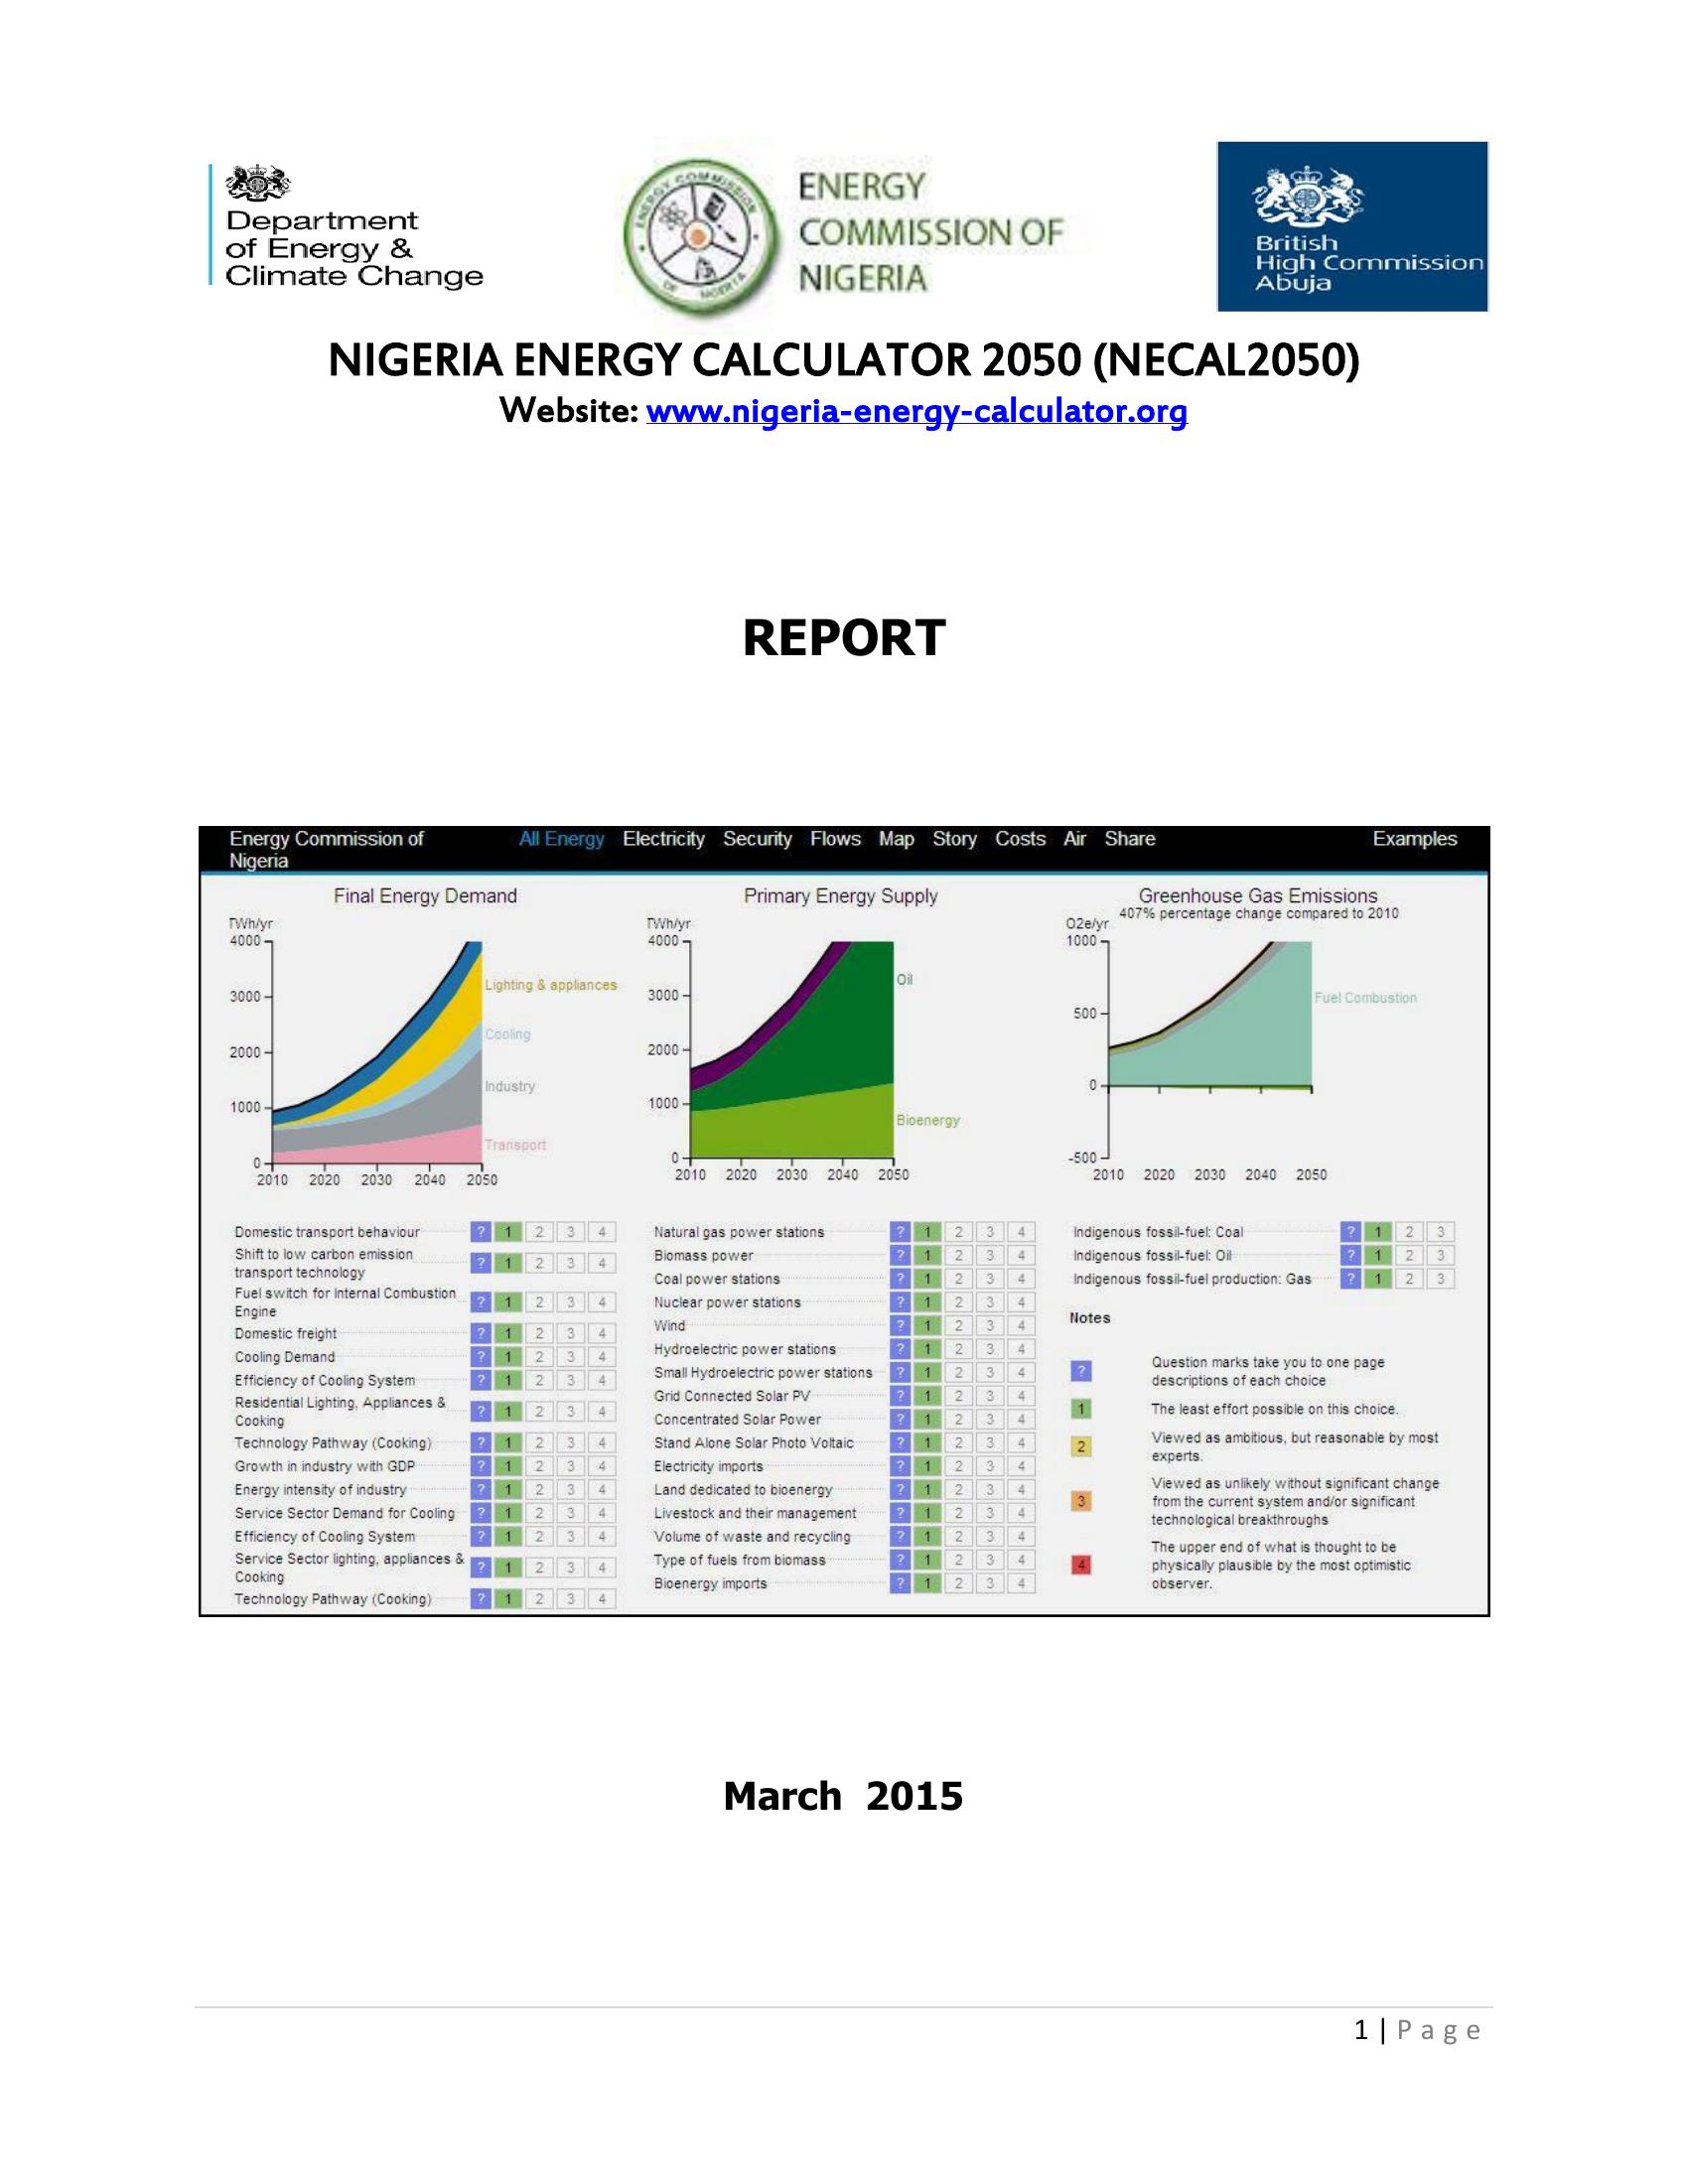 Department
of Energy &
Climate Change
ENERGY COMMISSION
OF NIGERIA
ENERGY
COMMISSION OF
NIGERIA
British
High Commission
Abuja
NIGERIA ENERGY CALCULATOR 2050 (NECAL2050)
Website: www.nigeria-energy-calculator.org
REPORT
Energy Commission of
Nigeria
All Energy Electricity Security Flows Map Story Costs Air Share Examples
Final Energy Demand
TWh/yr
4000
3000
2000
1000
0
2010 2020 2030 2040 2050
Lighting & appliances
Cooling
Industry
Transport
Primary Energy Supply
TWh/yr
4000
3000
2000
1000
0
2010 2020 2030 2040 2050
Oil
Bioenergy
Greenhouse Gas Emissions
407% percentage change compared to 2010
O2e/yr
1000
500
0
-500
2010 2020 2030 2040 2050
Fuel Combustion
Domestic transport behaviour ? 1 2 3 4
Shift to low carbon emission
transport technology ? 1 2 3 4
Fuel switch for Internal Combustion
Engine ? 1 2 3 4
Domestic freight ? 1 2 3 4
Cooling Demand ? 1 2 3 4
Efficiency of Cooling System ? 1 2 3 4
Residential Lighting, Appliances &
Cooking ? 1 2 3 4
Technology Pathway (Cooking) ? 1 2 3 4
Growth in industry with GDP ? 1 2 3 4
Energy intensity of industry ? 1 2 3 4
Service Sector Demand for Cooling ? 1 2 3 4
Efficiency of Cooling System ? 1 2 3 4
Service Sector lighting, appliances &
Cooking ? 1 2 3 4
Technology Pathway (Cooking) ? 1 2 3 4
Natural gas power stations ? 1 2 3 4
Biomass power ? 1 2 3 4
Coal power stations ? 1 2 3 4
Nuclear power stations ? 1 2 3 4
Wind ? 1 2 3 4
Hydroelectric power stations ? 1 2 3 4
Small Hydroelectric power stations ? 1 2 3 4
Grid Connected Solar PV ? 1 2 3 4
Concentrated Solar Power ? 1 2 3 4
Stand Alone Solar Photo Voltaic ? 1 2 3 4
Electricity imports ? 1 2 3 4
Land dedicated to bioenergy ? 1 2 3 4
Livestock and their management ? 1 2 3 4
Volume of waste and recycling ? 1 2 3 4
Type of fuels from biomass ? 1 2 3 4
Bioenergy imports ? 1 2 3 4
Indigenous fossil-fuel: Coal ? 1 2 3
Indigenous fossil-fuel: Oil ? 1 2 3
Indigenous fossil-fuel production: Gas ? 1 2 3
Notes
? Question marks take you to one page
descriptions of each choice
1 The least effort possible on this choice.
2 Viewed as ambitious, but reasonable by most
experts.
3 Viewed as unlikely without significant change
from the current system and/or significant
technological breakthroughs
4 The upper end of what is thought to be
physically plausible by the most optimistic
observer.
March 2015
1 | Page